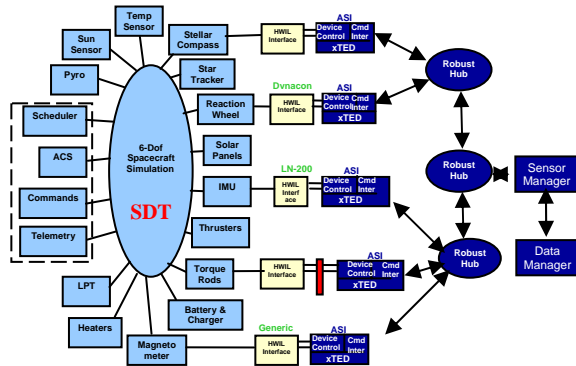 Temp
Sensor
Sun
Sensor
Pyro
Scheduler
ACS
Commands
Telemetry
LPT
Heaters
Magneto
meter
Battery &
Charger
Torque
Rods
Thrusters
IMU
Solar
Panels
Reaction
Wheel
Star
Tracker
Stellar
Compass
6-Dof
Spacecraft
Simulation
SDT
HWIL
Interface
ASI
Device Cmd
Control Inter
xTED
Dvnacon
HWIL
Interface
ASI
Device Cmd
Control Inter
xTED
LN-200
HWIL
Interf
ace
ASI
Device Cmd
Control Inter
xTED
HWIL
Interface
ASI
Device Cmd
Control Inter
xTED
Generic
HWIL
Interface
ASI
Device Cmd
Control Inter
xTED
Robust
Hub
Robust
Hub
Robust
Hub
Sensor
Manager
Data
Manager